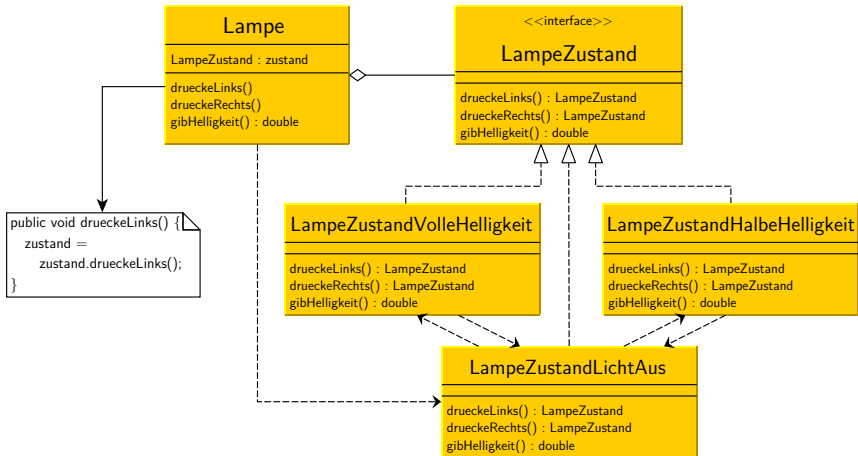 Lampe
LampeZustand : zustand
drueckeLinks()
drueckeRechts()
gibHelligkeit() : double
<<interface>>
LampeZustand
drueckeLinks() : LampeZustand
drueckeRechts() : LampeZustand
gibHelligkeit() : double
public void drueckeLinks() {
zustand =
zustand.drueckeLinks();
}
LampeZustandVolleHelligkeit
drueckeLinks() : LampeZustand
drueckeRechts() : LampeZustand
gibHelligkeit() : double
LampeZustandHalbeHelligkeit
drueckeLinks() : LampeZustand
drueckeRechts() : LampeZustand
gibHelligkeit() : double
LampeZustandLichtAus
drueckeLinks() : LampeZustand
drueckeRechts() : LampeZustand
gibHelligkeit() : double